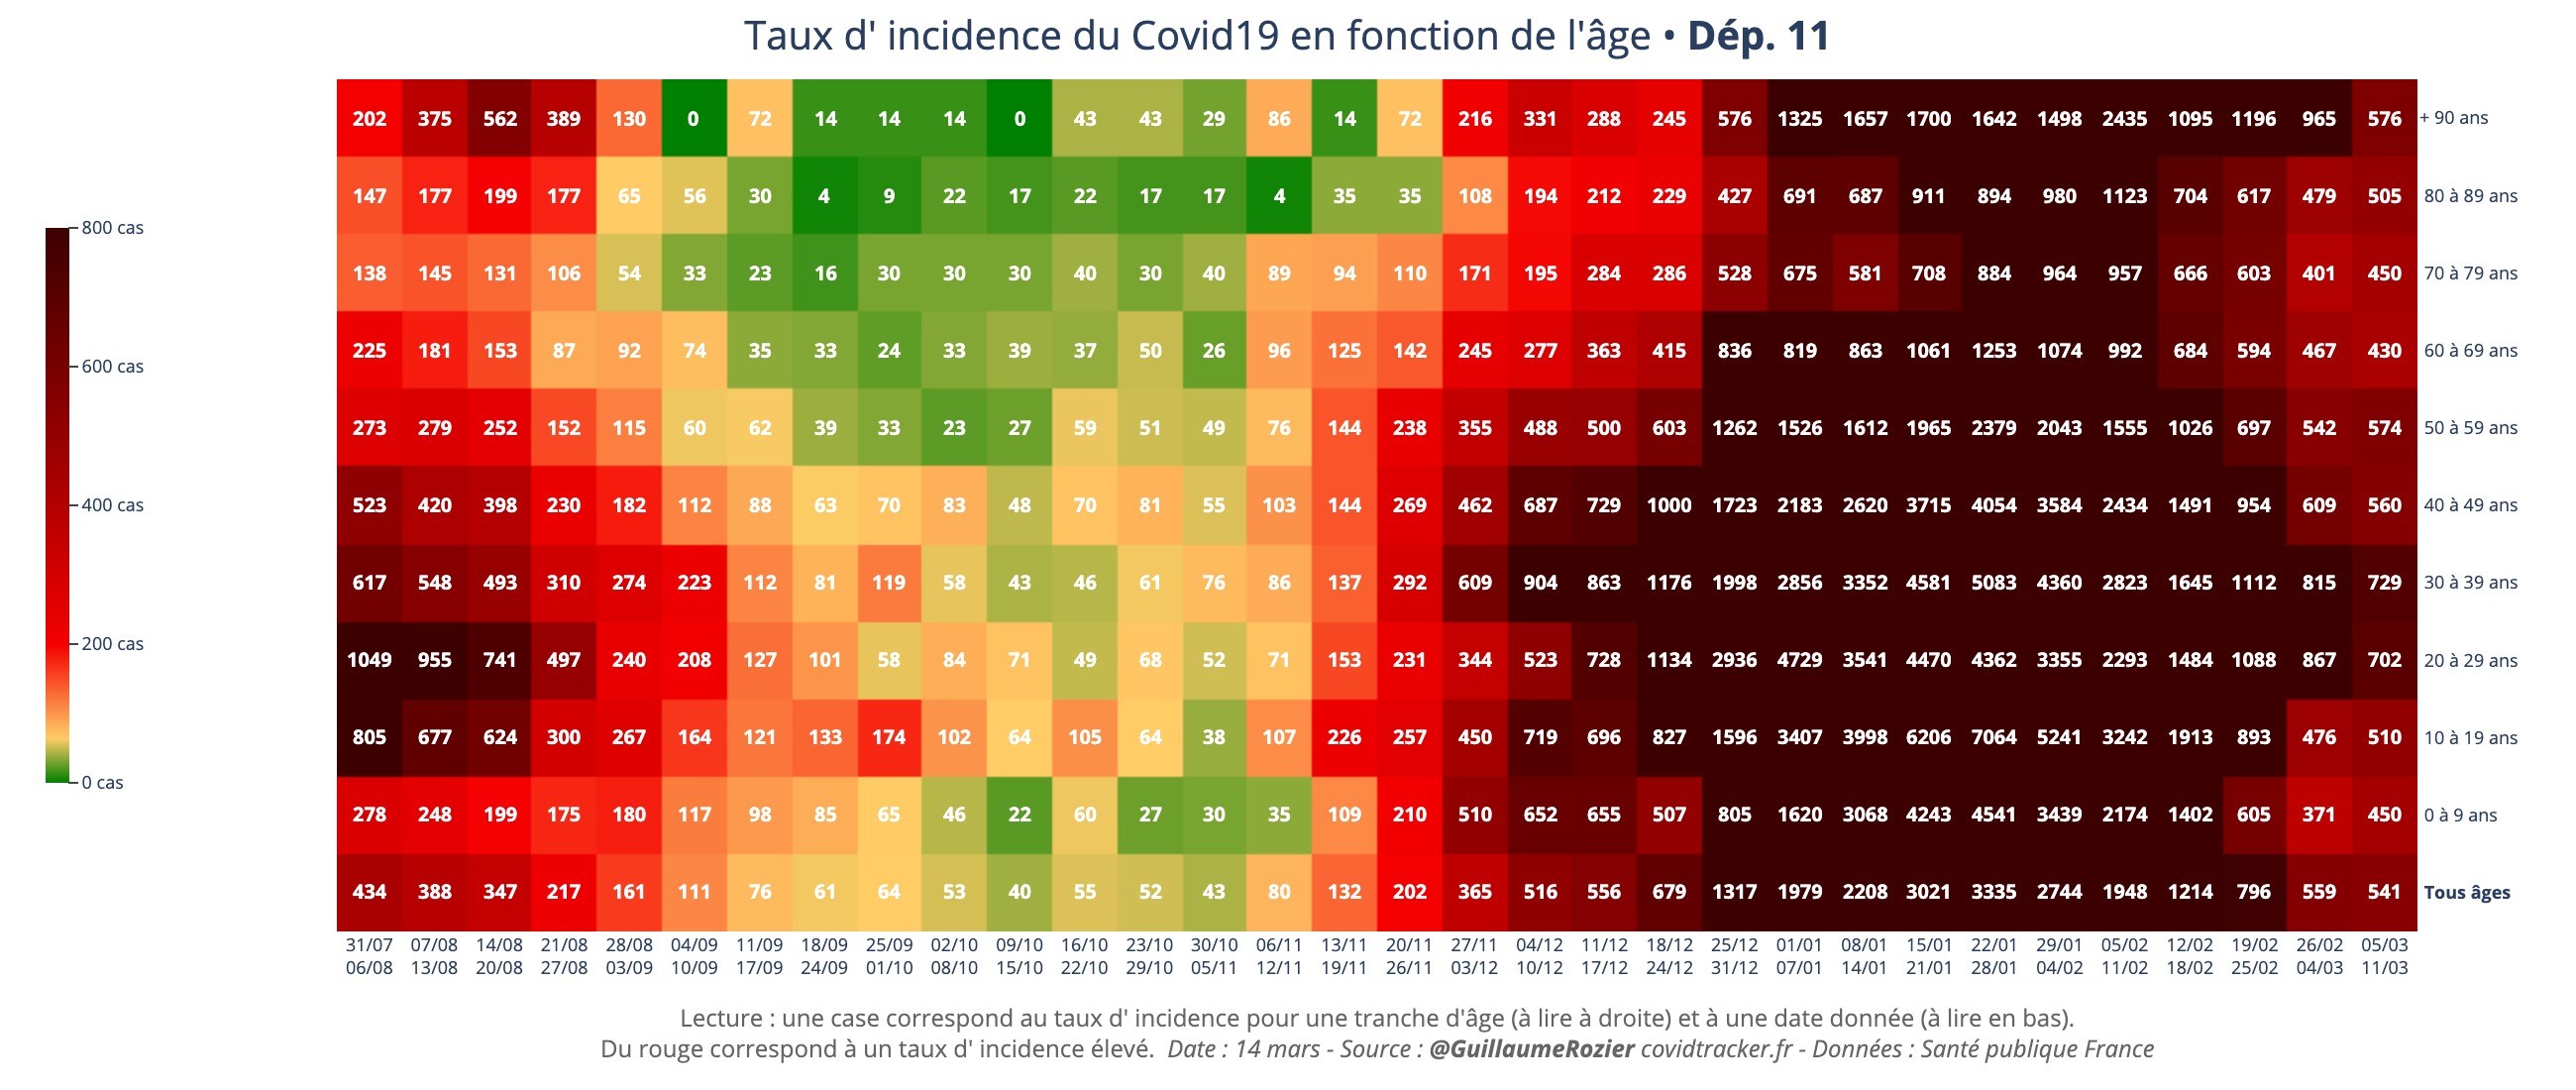 Taux d' incidence du Covid19 en fonction de l'âge • Dép. 11
202 375 562 389 130 0 72 14 14 14 0 43 43 29 86 14 72 216 331 288 245 576 1325 1657 1700 1642 1498 2435 1095 1196 965 576 + 90 ans
147 177 199 177 65 56 30 4 9 22 17 22 17 17 4 35 35 108 194 212 229 427 691 687 911 894 980 1123 704 617 479 505 80 à 89 ans
800 cas
138 145 131 106 54 33 23 16 30 30 30 40 30 40 89 94 110 171 195 284 286 528 675 581 708 884 964 957 666 603 401 450 70 à 79 ans
225 181 153 87 92 74 35 33 24 33 39 37 50 26 96 125 142 245 277 363 415 836 819 863 1061 1253 1074 992 684 594 467 430 60 à 69 ans
600 cas
273 279 252 152 115 60 62 39 33 23 27 59 51 49 76 144 238 355 488 500 603 1262 1526 1612 1965 2379 2043 1555 1026 697 542 574 50 à 59 ans
400 cas
523 420 398 230 182 112 88 63 70 83 48 70 81 55 103 144 269 462 687 729 1000 1723 2183 2620 3715 4054 3584 2434 1491 954 609 560 40 à 49 ans
617 548 493 310 274 223 112 81 119 58 43 46 61 76 86 137 292 609 904 863 1176 1998 2856 3352 4581 5083 4360 2823 1645 1112 815 729 30 à 39 ans
200 cas
1049 955 741 497 240 208 127 101 58 84 71 49 68 52 71 153 231 344 523 728 1134 2936 4729 3541 4470 4362 3355 2293 1484 1088 867 702 20 à 29 ans
805 677 624 300 267 164 121 133 174 102 64 105 64 38 107 226 257 450 719 696 827 1596 3407 3998 6206 7064 5241 3242 1913 893 476 510 10 à 19 ans
0 cas
278 248 199 175 180 117 98 85 65 46 22 60 27 30 35 109 210 510 652 655 507 805 1620 3068 4243 4541 3439 2174 1402 605 371 450 0 à 9 ans
434 388 347 217 161 111 76 61 64 53 40 55 52 43 80 132 202 365 516 556 679 1317 1979 2208 3021 3335 2744 1948 1214 796 559 541 Tous âges
31/07 07/08 14/08 21/08 28/08 04/09 11/09 18/09 25/09 02/10 09/10 16/10 23/10 30/10 06/11 13/11 20/11 27/11 04/12 11/12 18/12 25/12 01/01 08/01 15/01 22/01 29/01 05/02 12/02 19/02 26/02 05/03
06/08 13/08 20/08 27/08 03/09 10/09 17/09 24/09 01/10 08/10 15/10 22/10 29/10 05/11 12/11 19/11 26/11 03/12 10/12 17/12 24/12 31/12 07/01 14/01 21/01 28/01 04/02 11/02 18/02 25/02 04/03 11/03
Lecture : une case correspond au taux d' incidence pour une tranche d'âge (à lire à droite) et à une date donnée (à lire en bas).
Du rouge correspond à un taux d' incidence élevé. Date : 14 mars - Source : @GuillaumeRozier covidtracker.fr - Données : Santé publique France